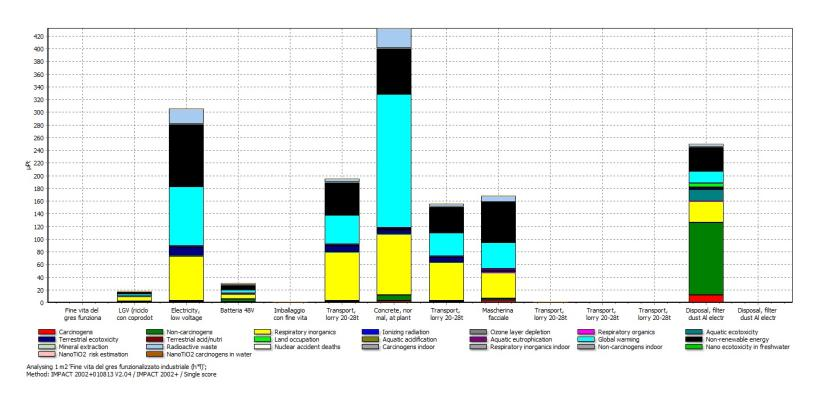 420
400
380
360
340
320
300
280
260
240
220
200
180
160
140
120
100
80
60
40
20
0
µPt
Fine vita del gres funziona
LGV (riciclo con coprodot
Electricity, low voltage
Batteria 48V
Imballaggio con fine vita
Transport, lorry 20-28t
Concrete, nor mal, at plant
Transport, lorry 20-28t
Mascherina facciale
Transport, lorry 20-28t
Transport, lorry 20-28t
Transport, lorry 20-28t
Disposal, filter dust Al electr
Disposal, filter dust Al electr
Carcinogens Non-carcinogens Respiratory inorganics Ionizing radiation Ozone layer depletion Respiratory organics Aquatic ecotoxicity
Terrestrial ecotoxicity Terrestrial acid/nutri Land occupation Aquatic acidification Aquatic eutrophication Global warming Non-renewable energy
Mineral extraction Radioactive waste Nuclear accident deaths Carcinogens indoor Respiratory inorganics indoor Non-carcinogens indoor Nano ecotoxicity in freshwater
NanoTiO2 risk estimation NanoTiO2 carcinogens in water
Analysing 1 m2 'Fine vita del gres funzionalizzato industriale (h*l)';
Method: IMPACT 2002+010813 V2.04 / IMPACT 2002+ / Single score